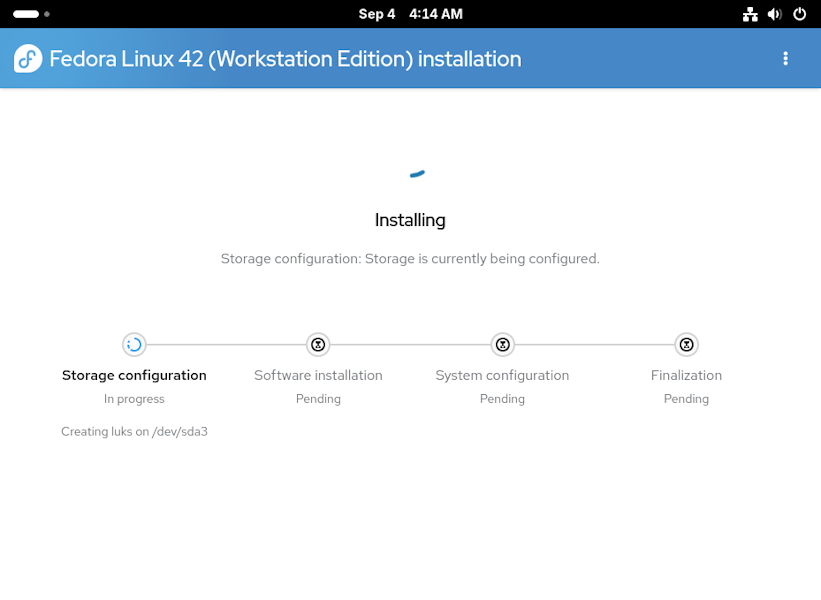 Sep 4 4:14 AM
Fedora Linux 42 (Workstation Edition) installation
Installing
Storage configuration: Storage is currently being configured.
Storage configuration
In progress
Creating luks on /dev/sda3
Software installation
Pending
System configuration
Pending
Finalization
Pending